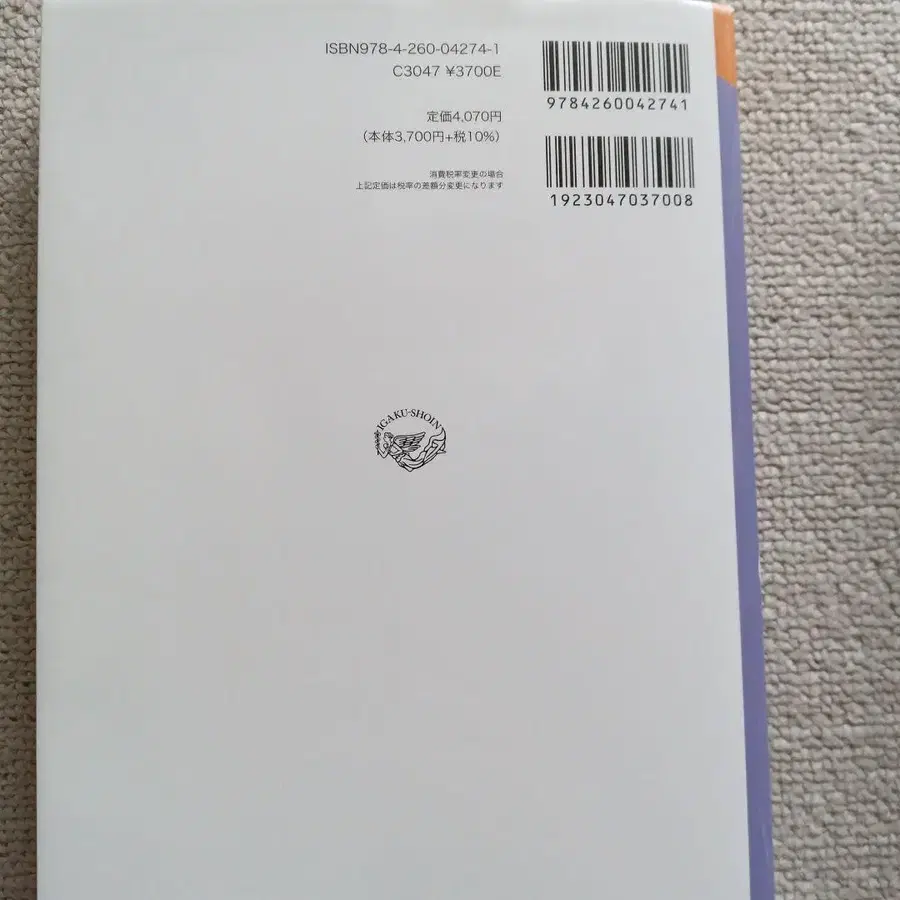 ISBN978-4-260-04274-1
C3047 ¥3700E
定価4,070円
(本体3,700円+税10%)
消費税率変更の場合
上記定価は税率の差額分変更になります
9784260042741
1923047037008
IGAKU-SHOIN